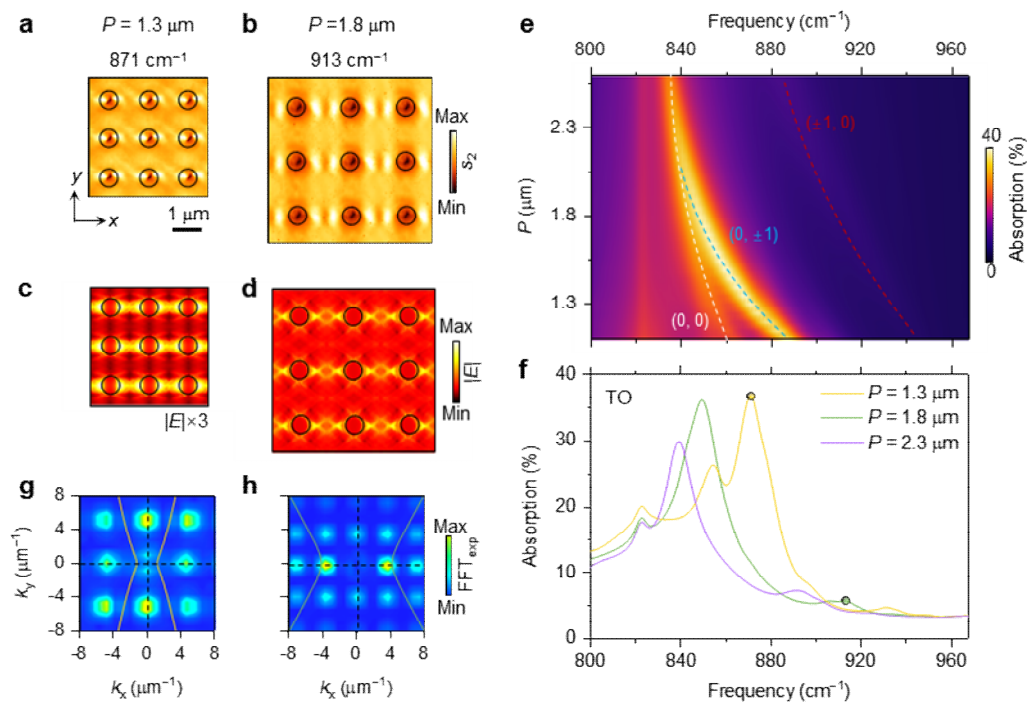 a
P = 1.3 μm
871 cm⁻¹
b
P = 1.8 μm
913 cm⁻¹
Max
s₂
Min
y
x
1 μm
c
|E|×3
d
Max
|E|
Min
g
8
4
0
-4
-8
kᵧ (μm⁻¹)
-8 -4 0 4 8
kₓ (μm⁻¹)
h
-8 -4 0 4 8
kₓ (μm⁻¹)
Max
FFTexp
Min
e
Frequency (cm⁻¹)
800 840 880 920 960
2.3
1.8
1.3
P (μm)
(±1, 0)
(0, ±1)
(0, 0)
40
0
Absorption (%)
f
TO
P = 1.3 μm
P = 1.8 μm
P = 2.3 μm
40
30
20
10
0
Absorption (%)
800 840 880 920 960
Frequency (cm⁻¹)